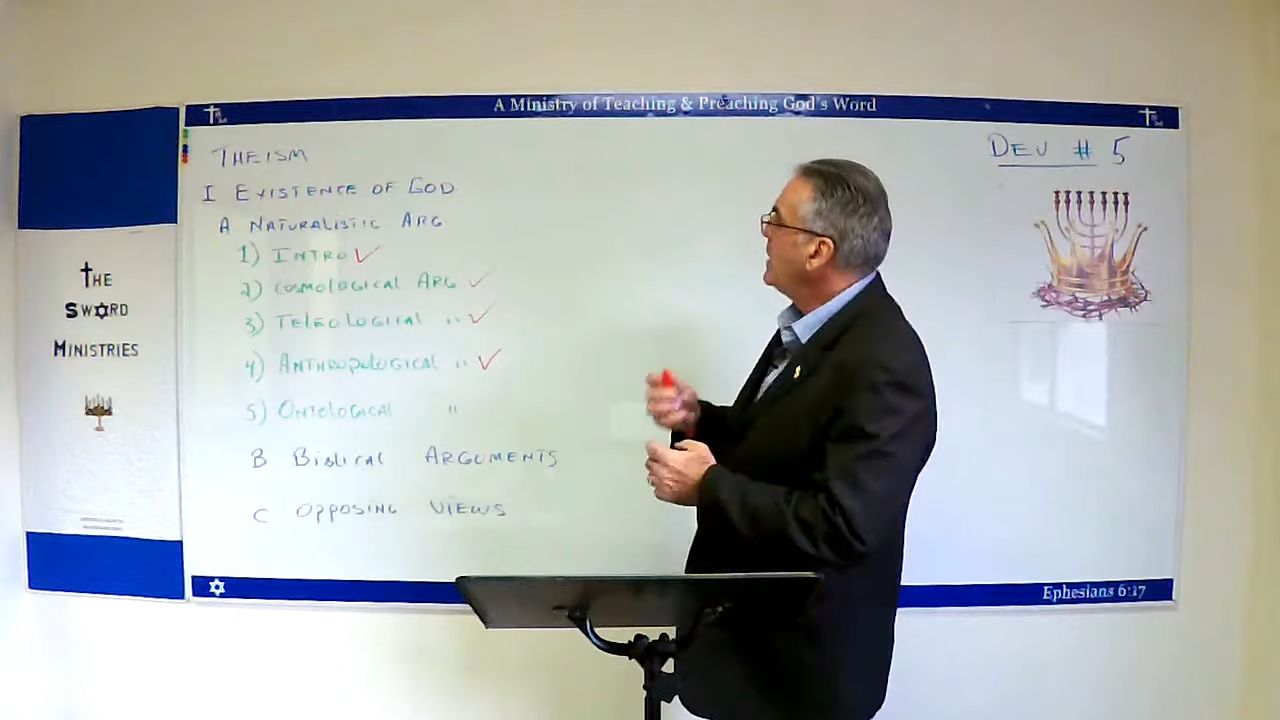 A Ministry of Teaching & Preaching God's Word
THEISM
I EXISTENCE OF GOD
A NATURALISTIC ARG
1) INTRO ✓
2) COSMOLOGICAL ARG ✓
3) TELEOLOGICAL " ✓
4) ANTHROPOLOGICAL " ✓
5) ONTOLOGICAL "
B BIBLICAL ARGUMENTS
C OPPOSING VIEWS
DEV # 5
THE
SWORD
MINISTRIES
Ephesians 6:17